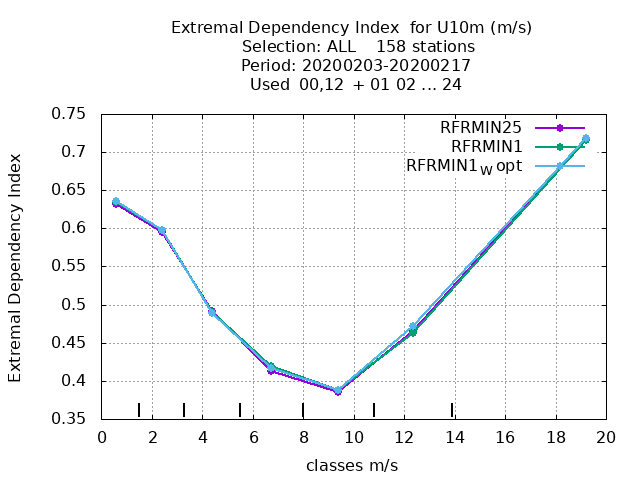 Extremal Dependency Index  for U10m (m/s)
Selection: ALL    158 stations
Period: 20200203-20200217
Used  00,12  + 01 02 ... 24
0.75
0.7
0.65
0.6
0.55
0.5
0.45
0.4
0.35
Extremal Dependency Index
RFRMIN25
RFRMIN1
RFRMIN1W opt
0 2 4 6 8 10 12 14 16 18 20
classes m/s